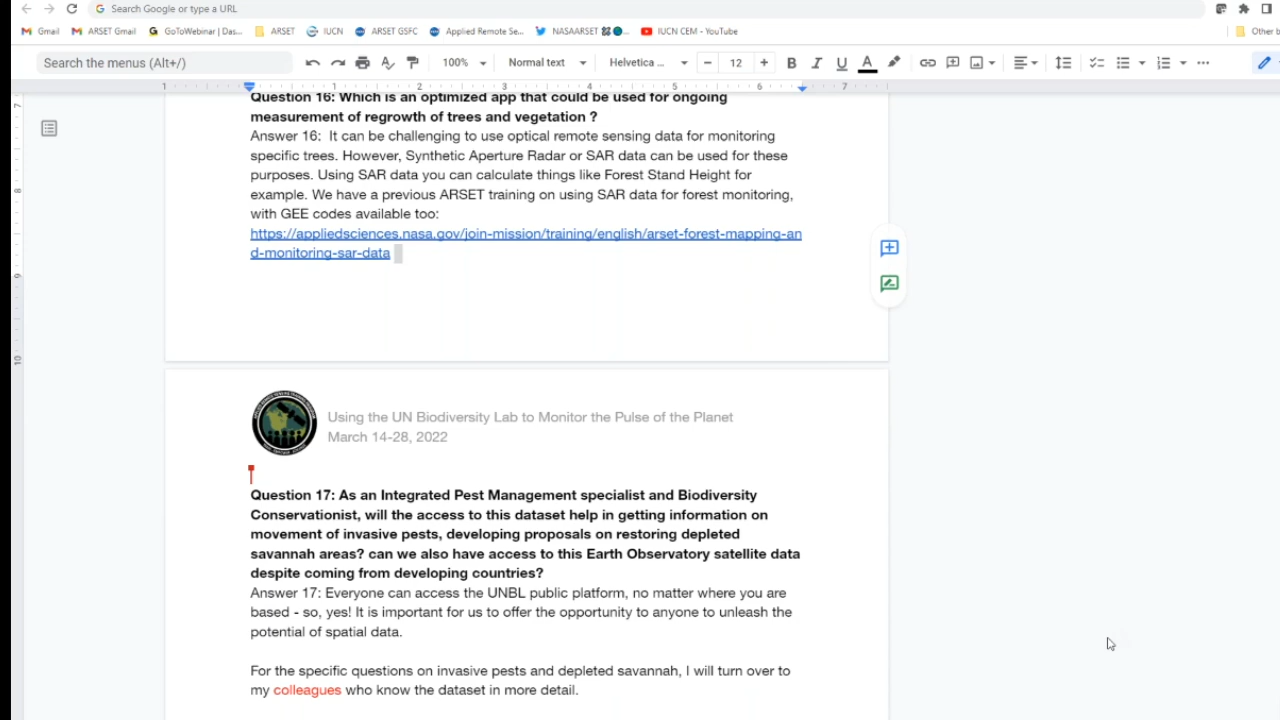 Search Google or type a URL
Gmail ARSET Gmail GoToWebinar | Das... ARSET IUCN ARSET GSFC Applied Remote Se... NASAARSET IUCN CEM - YouTube Other b
Search the menus (Alt+/) 100% Normal text Helvetica ... 12 B I U A
1 1 2 3 4 5 6 7
7
8
9
10
Question 16: Which is an optimized app that could be used for ongoing
measurement of regrowth of trees and vegetation ?
Answer 16:  It can be challenging to use optical remote sensing data for monitoring
specific trees. However, Synthetic Aperture Radar or SAR data can be used for these
purposes. Using SAR data you can calculate things like Forest Stand Height for
example. We have a previous ARSET training on using SAR data for forest monitoring,
with GEE codes available too:
https://appliedsciences.nasa.gov/join-mission/training/english/arset-forest-mapping-an
d-monitoring-sar-data
Using the UN Biodiversity Lab to Monitor the Pulse of the Planet
March 14-28, 2022
Question 17: As an Integrated Pest Management specialist and Biodiversity
Conservationist, will the access to this dataset help in getting information on
movement of invasive pests, developing proposals on restoring depleted
savannah areas? can we also have access to this Earth Observatory satellite data
despite coming from developing countries?
Answer 17: Everyone can access the UNBL public platform, no matter where you are
based - so, yes! It is important for us to offer the opportunity to anyone to unleash the
potential of spatial data.
For the specific questions on invasive pests and depleted savannah, I will turn over to
my colleagues who know the dataset in more detail.